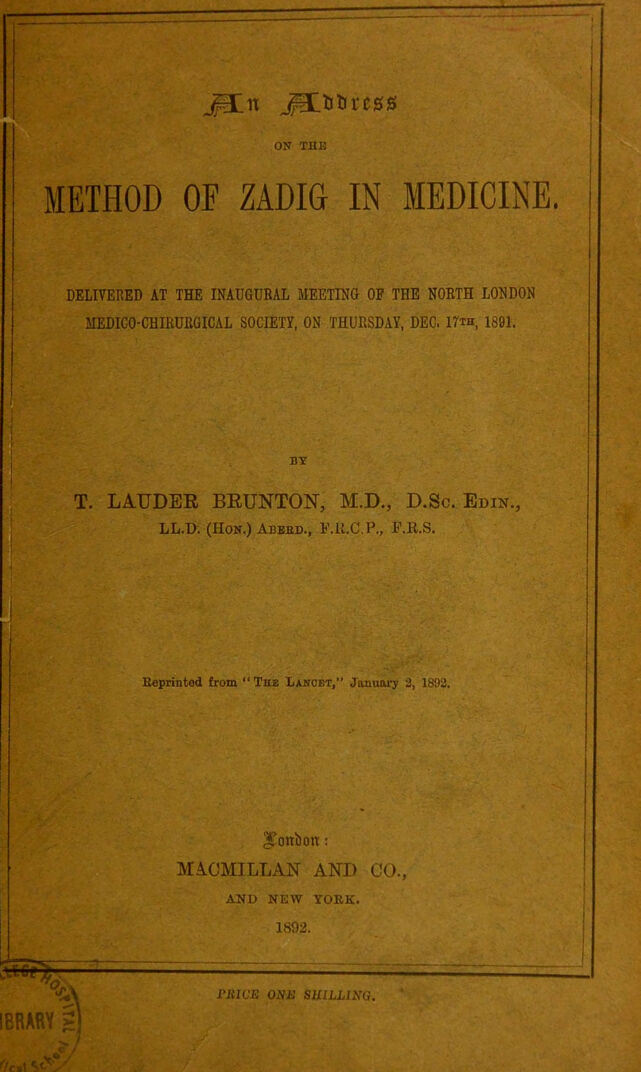 An Address
ON THE
METHOD OF ZADIG IN MEDICINE.
DELIVERED AT THE INAUGURAL MEETING OF THE NORTH LONDON
MEDICO-CHIRURGICAL SOCIETY, ON THURSDAY, DEC. 17TH, 1891.
BY
T. LAUDER BRUNTON, M.D., D.Sc. EDIN.,
LL.D. (HON.) ABERD., F.R.C.P., F.R.S.
Reprinted from "THE LANCET," January 2, 1892.
London:
MACMILLAN AND CO.,
AND NEW YORK.
1892.
PRICE ONE SHILLING.
HOSPITAL